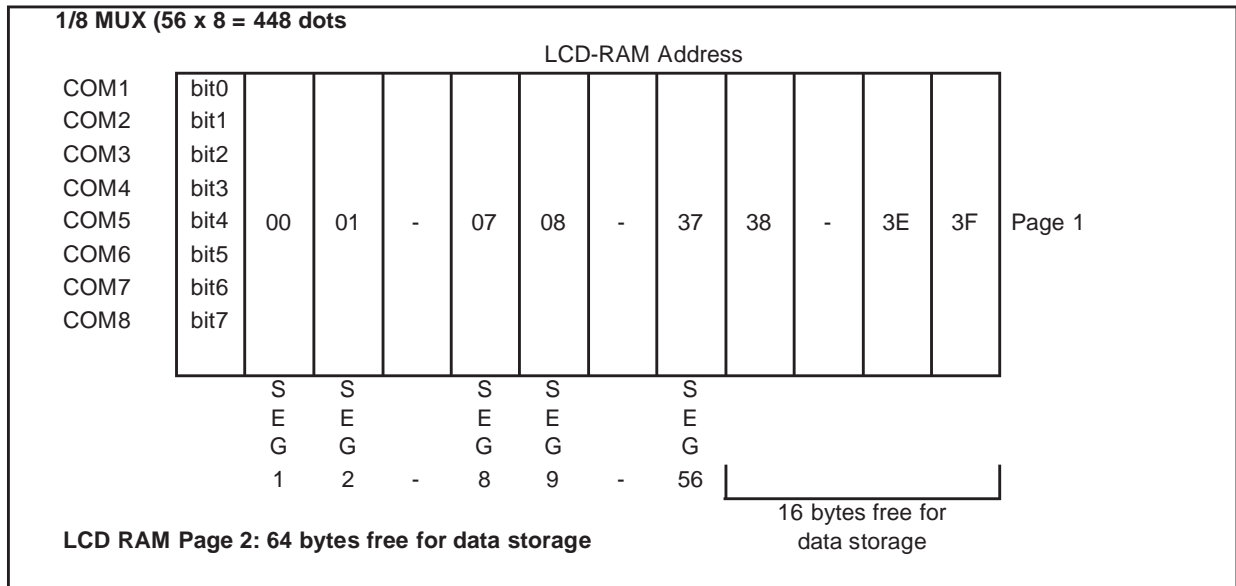 1/8 MUX (56 x 8 = 448 dots
LCD-RAM Address
COM1 bit0
COM2 bit1
COM3 bit2
COM4 bit3
COM5 bit4 00 01 - 07 08 - 37 38 - 3E 3F Page 1
COM6 bit5
COM7 bit6
COM8 bit7
S S S S S
E E E E E
G G G G G
1 2 - 8 9 - 56
16 bytes free for
LCD RAM Page 2: 64 bytes free for data storage data storage